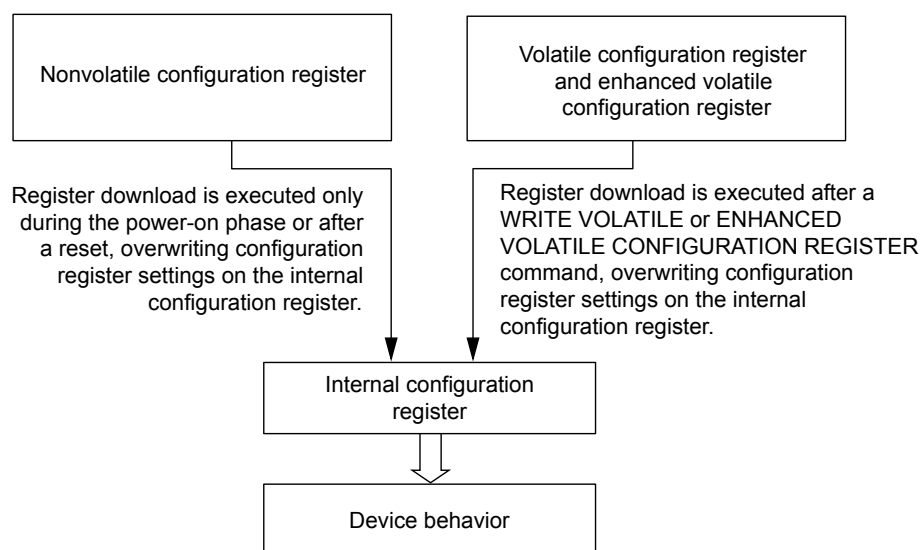 Nonvolatile configuration register
Volatile configuration register
and enhanced volatile
configuration register
Register download is executed only
during the power-on phase or after
a reset, overwriting configuration
register settings on the internal
configuration register.
Register download is executed after a
WRITE VOLATILE or ENHANCED
VOLATILE CONFIGURATION REGISTER
command, overwriting configuration
register settings on the internal
configuration register.
Internal configuration
register
Device behavior